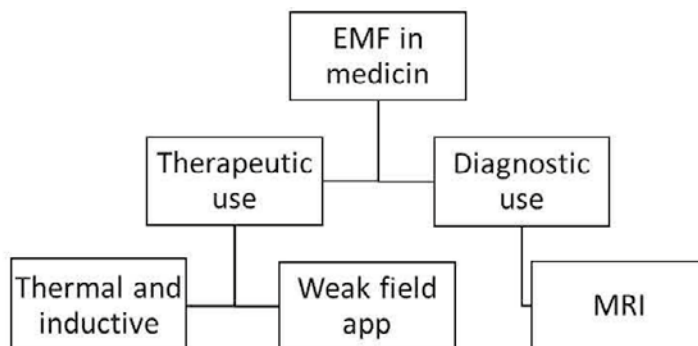 EMF in
medicin
Therapeutic
use
Diagnostic
use
Thermal and
inductive
Weak field
app
MRI